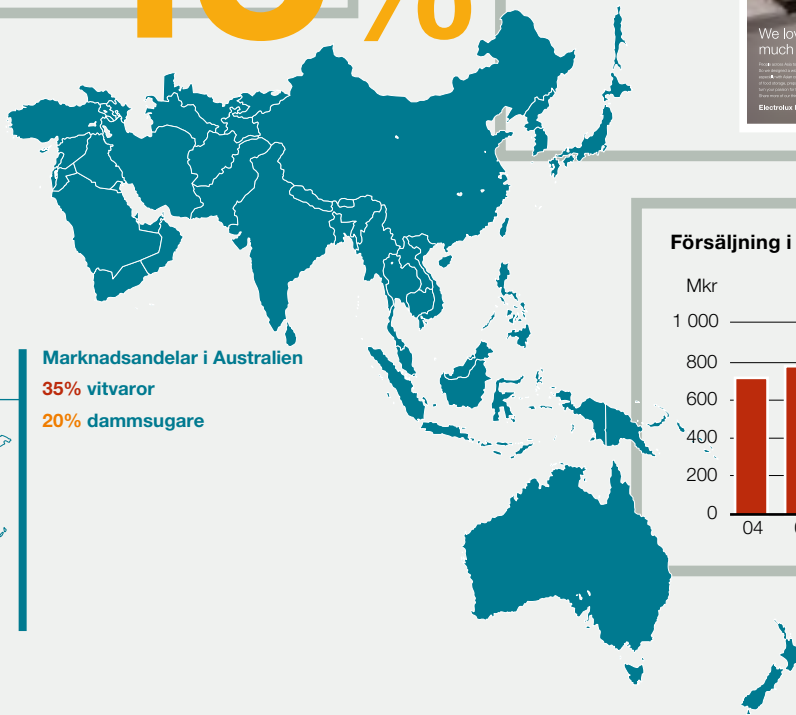 %
We lo
much
Electrolux
Försäljning i
Mkr
1 000
800
600
400
200
0
04
Marknadsandelar i Australien
35% vitvaror
20% dammsugare